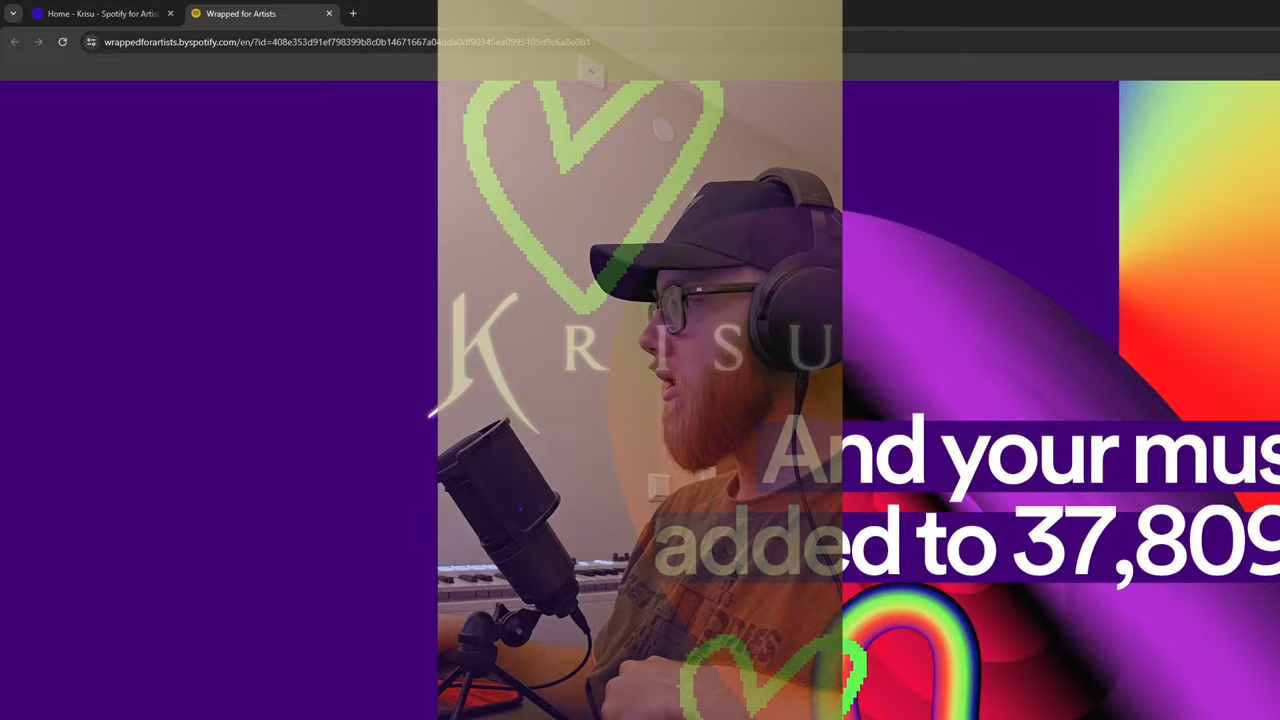 Home - Krisu - Spotify for Artis
Wrapped for Artists
wrappedforartists.byspotify.com/en/?id=408e353d91ef798399b8c0b14671667a04dda0df90345ea0995105d9c6a8e0b1
KRISU
And your mus
added to 37,809